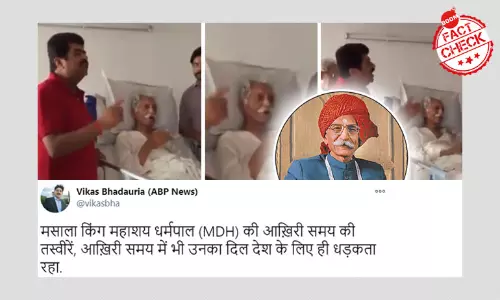 BOOM
FACT
CHECK
Vikas Bhadauria (ABP News)
@vikasbha
मसाला किंग महाशय धर्मपाल (MDH) की आख़िरी समय की
तस्वीरें, आख़िरी समय में भी उनका दिल देश के लिए ही धड़कता
रहा.